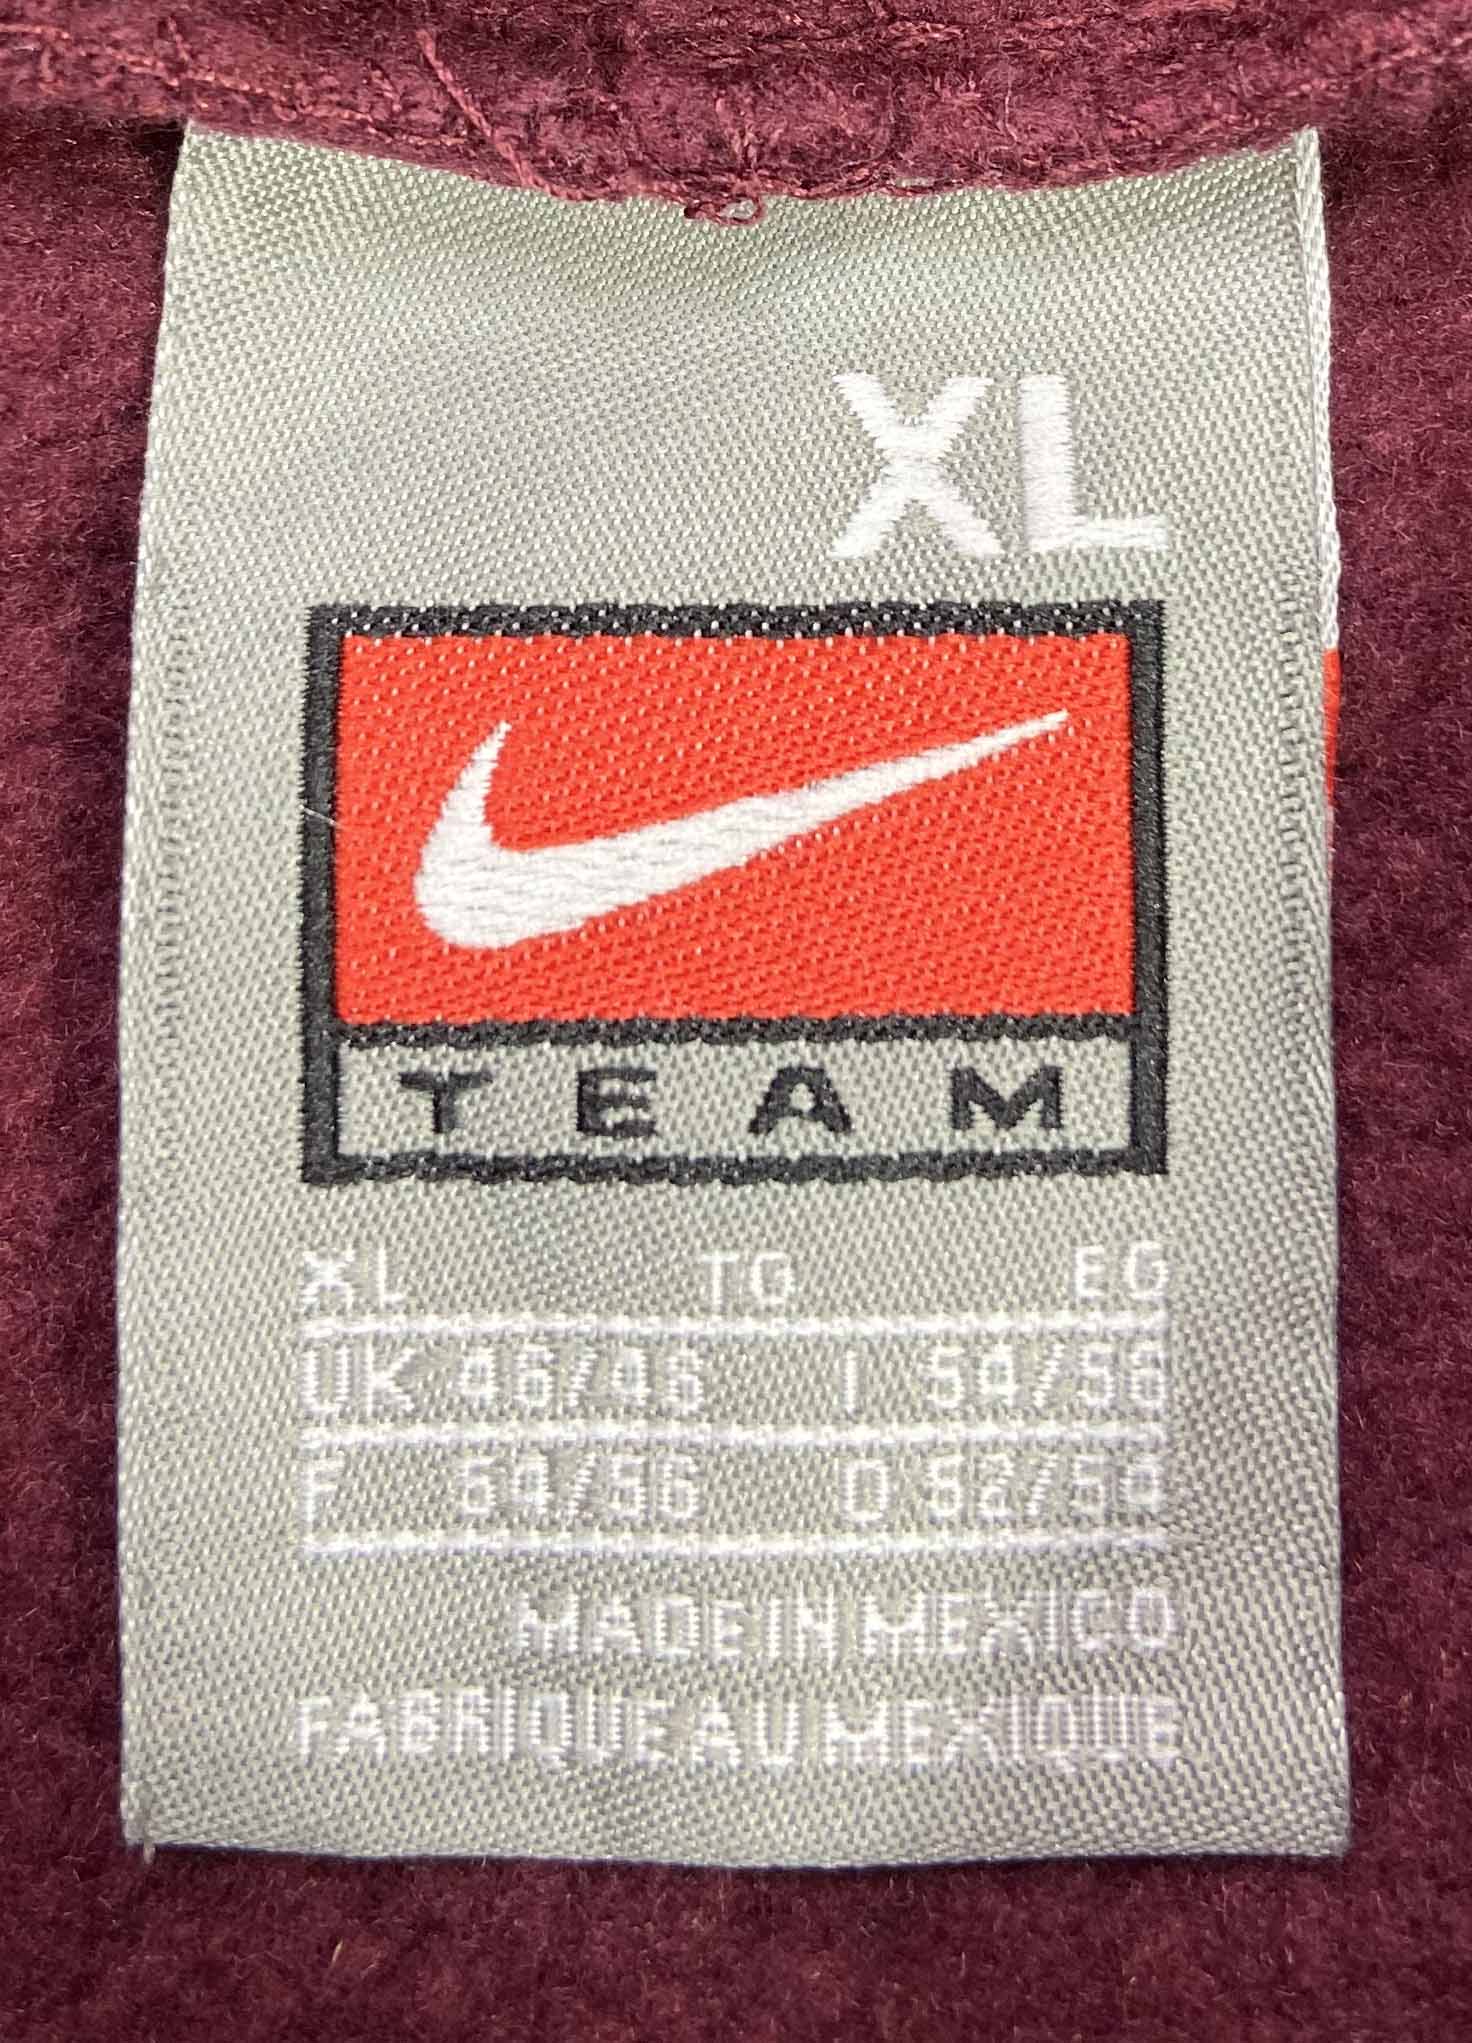 XL
TEAM
XL TG EG
UK 46/48 I 54/56
F 54/56 D 52/54
MADE IN MEXICO
FABRIQUE AU MEXIQUE